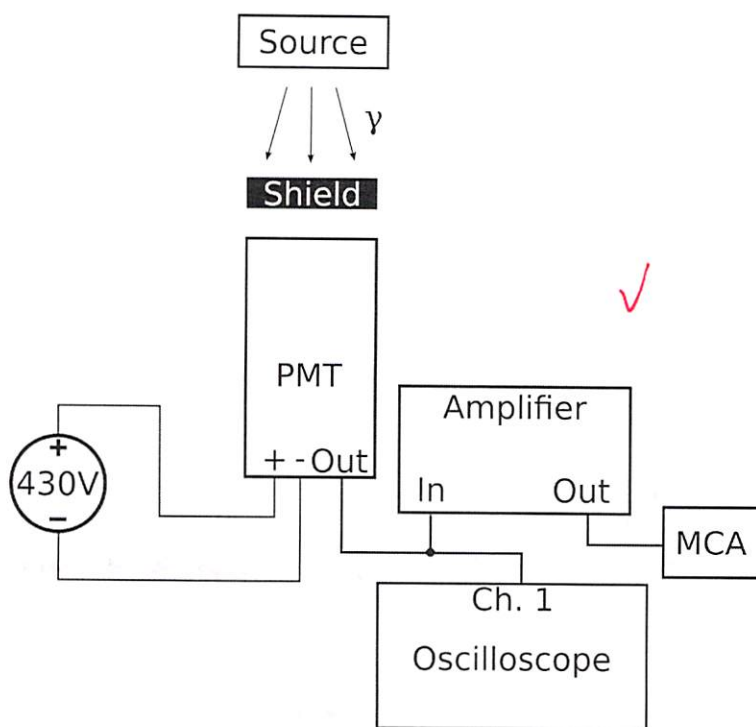 Source
γ
Shield
PMT
+ - Out
+
430V
−
Amplifier
In Out
MCA
Ch. 1
Oscilloscope